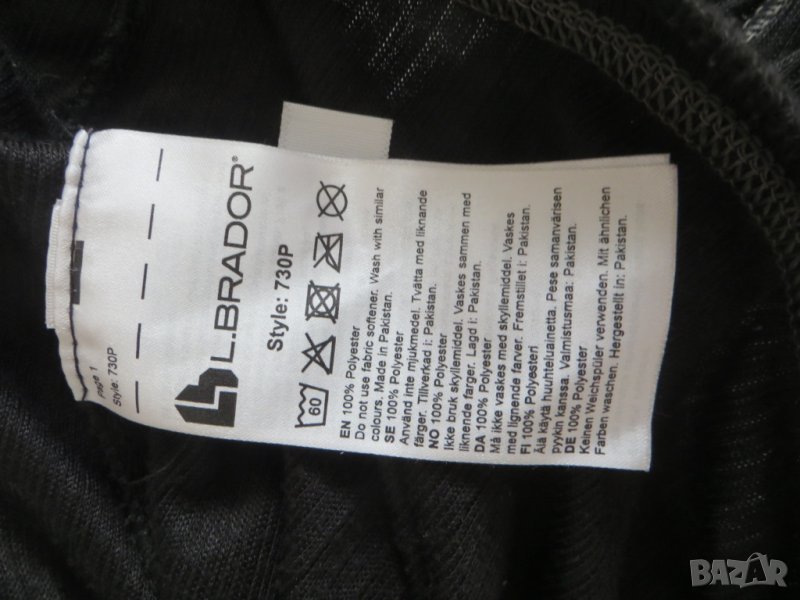 Page 1
Style: 730P
L.BRADOR®
Style: 730P
60
EN 100% Polyester
Do not use fabric softener. Wash with similar
colours. Made in Pakistan.
SE 100% Polyester
Använd inte mjukmedel. Tvätta med liknande
färger. Tillverkad i: Pakistan.
NO 100% Polyester
Ikke bruk skyllemiddel. Vaskes sammen med
liknende farger. Lagd i: Pakistan.
DA 100% Polyester
Må ikke vaskes med skyllemiddel. Vaskes
med lignende farver. Fremstillet i: Pakistan.
FI 100% Polyesteri
Älä käytä huuhteluainetta. Pese samanvärisen
pyykin kanssa. Valmistusmaa: Pakistan.
DE 100% Polyester
Keinen Weichspüler verwenden. Mit ähnlichen
Farben waschen. Hergestellt in: Pakistan.
BAZAR